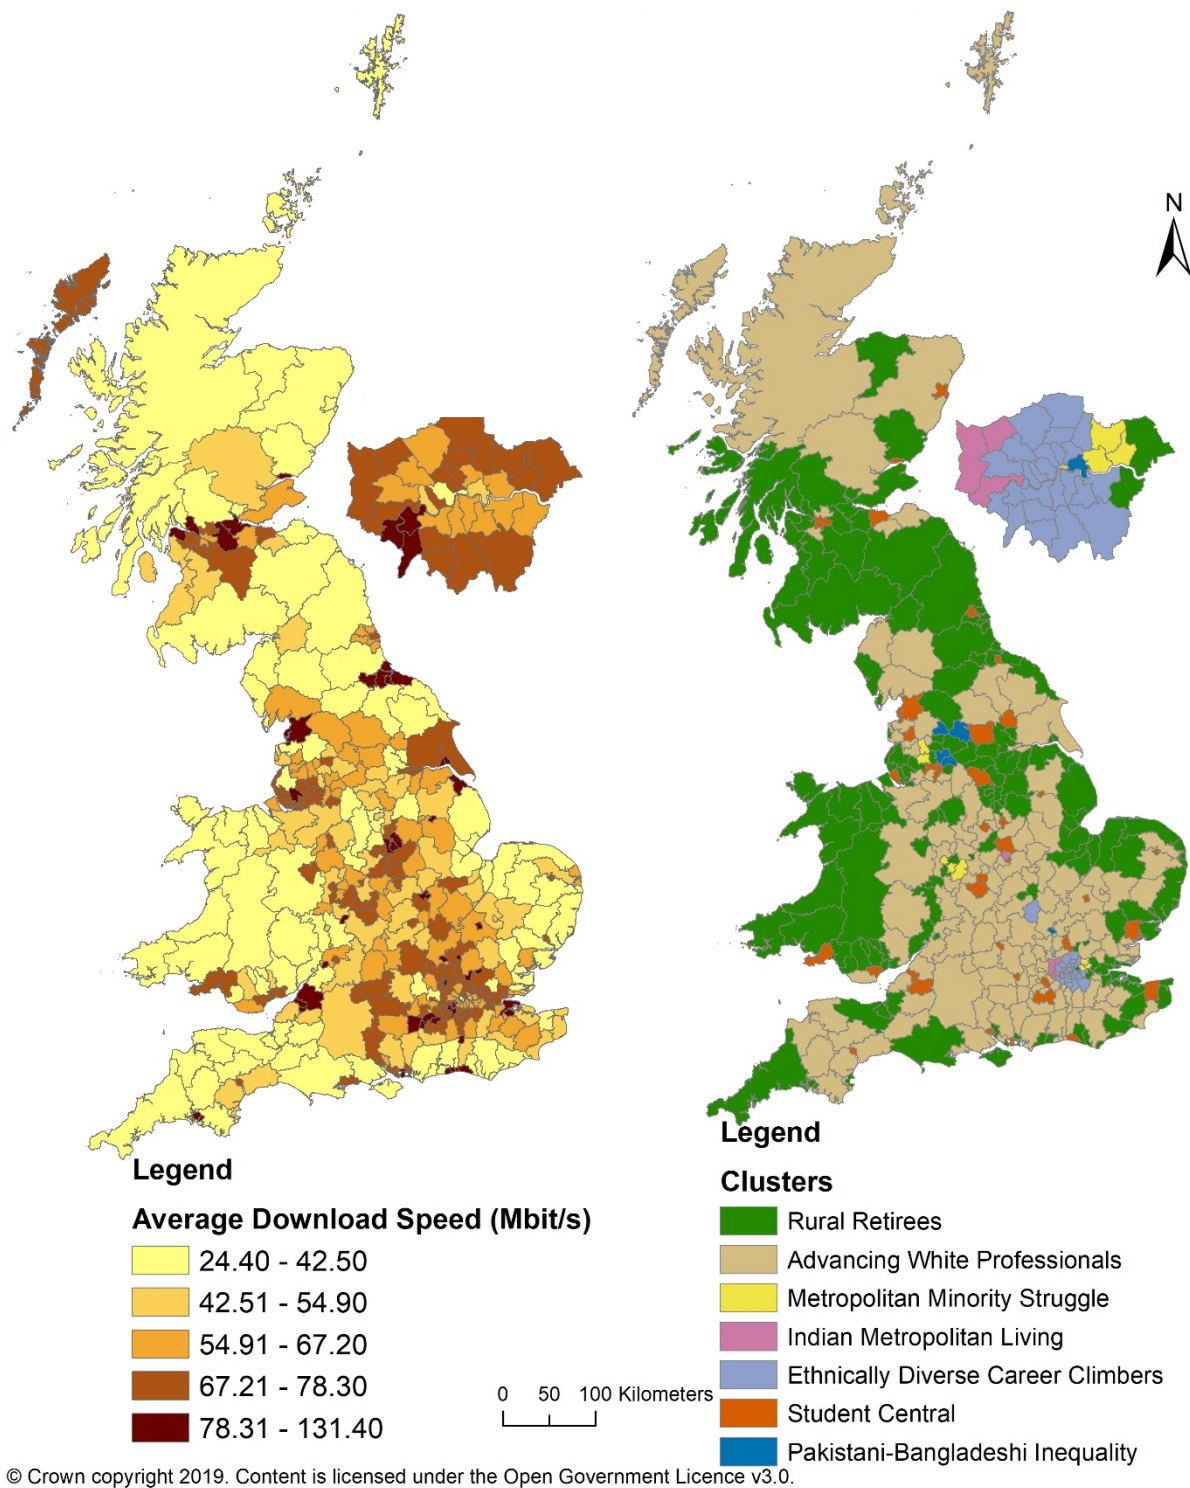 N
Legend
Average Download Speed (Mbit/s)
24.40 - 42.50
42.51 - 54.90
54.91 - 67.20
67.21 - 78.30
78.31 - 131.40
0 50 100 Kilometers
Legend
Clusters
Rural Retirees
Advancing White Professionals
Metropolitan Minority Struggle
Indian Metropolitan Living
Ethnically Diverse Career Climbers
Student Central
Pakistani-Bangladeshi Inequality
© Crown copyright 2019. Content is licensed under the Open Government Licence v3.0.